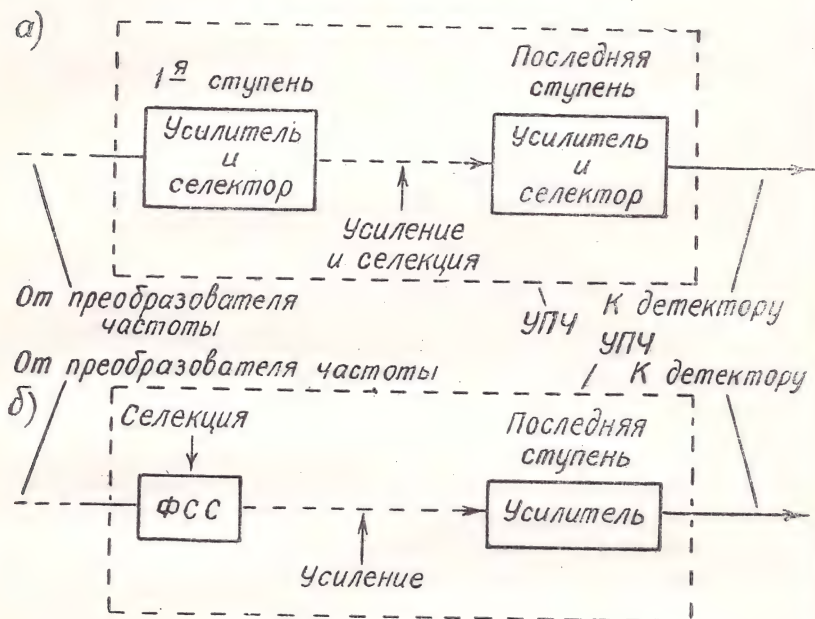 а)
1я ступень
Последняя
ступень
Усилитель
и
селектор
Усилитель
и
селектор
Усиление
и селекция
От преобразователя
частоты
УПЧ
К детектору
УПЧ
От преобразователя частоты
К детектору
б)
Селекция
Последняя
ступень
ФСС
Усилитель
Усиление